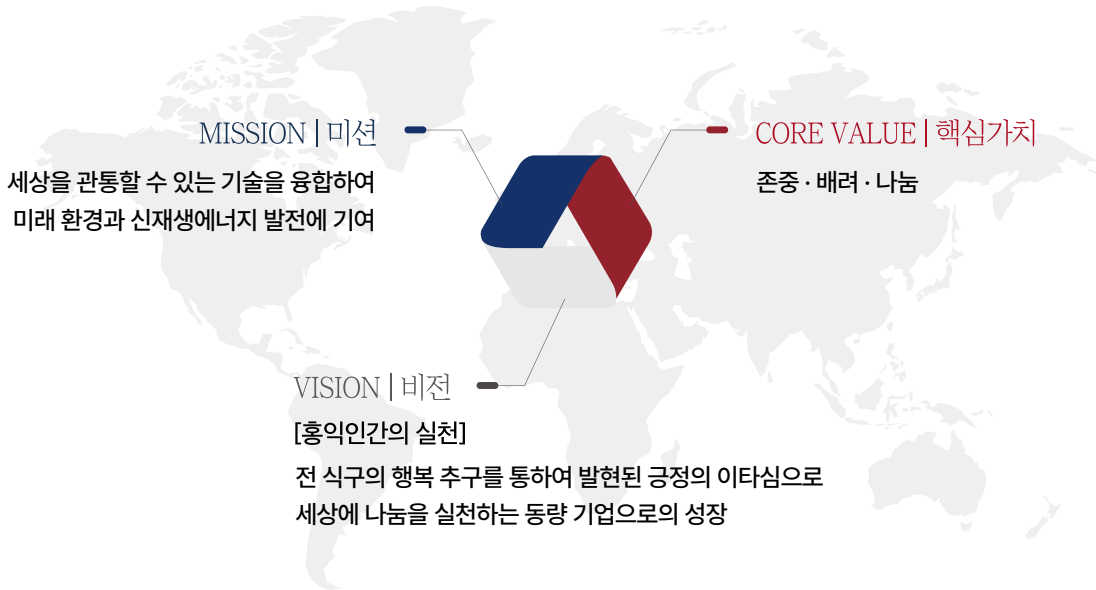 MISSION | 미션
세상을 관통할 수 있는 기술을 융합하여
미래 환경과 신재생에너지 발전에 기여
CORE VALUE | 핵심가치
존중 · 배려 · 나눔
VISION | 비전
[홍익인간의 실천]
전 식구의 행복 추구를 통하여 발현된 긍정의 이타심으로
세상에 나눔을 실천하는 동량 기업으로의 성장